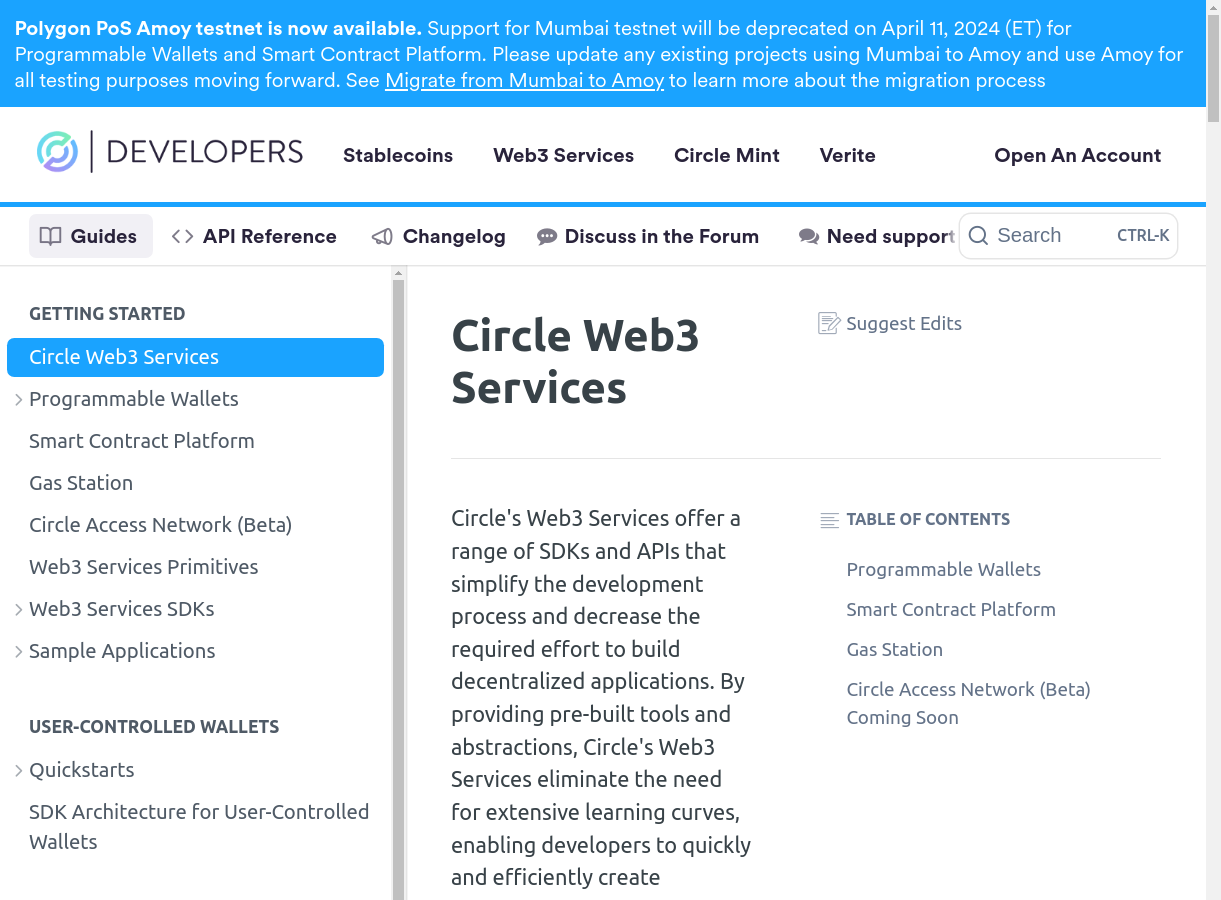 Polygon PoS Amoy testnet is now available. Support for Mumbai testnet will be deprecated on April 11, 2024 (ET) for
Programmable Wallets and Smart Contract Platform. Please update any existing projects using Mumbai to Amoy and use Amoy for
all testing purposes moving forward. See Migrate from Mumbai to Amoy to learn more about the migration process
DEVELOPERS
Stablecoins
Web3 Services
Circle Mint
Verite
Open An Account
Guides
API Reference
Changelog
Discuss in the Forum
Need support
Search
CTRL-K
GETTING STARTED
Circle Web3 Services
Programmable Wallets
Smart Contract Platform
Gas Station
Circle Access Network (Beta)
Web3 Services Primitives
Web3 Services SDKs
Sample Applications
USER-CONTROLLED WALLETS
Quickstarts
SDK Architecture for User-Controlled
Wallets
Circle Web3
Services
Suggest Edits
Circle's Web3 Services offer a
range of SDKs and APIs that
simplify the development
process and decrease the
required effort to build
decentralized applications. By
providing pre-built tools and
abstractions, Circle's Web3
Services eliminate the need
for extensive learning curves,
enabling developers to quickly
and efficiently create
TABLE OF CONTENTS
Programmable Wallets
Smart Contract Platform
Gas Station
Circle Access Network (Beta)
Coming Soon